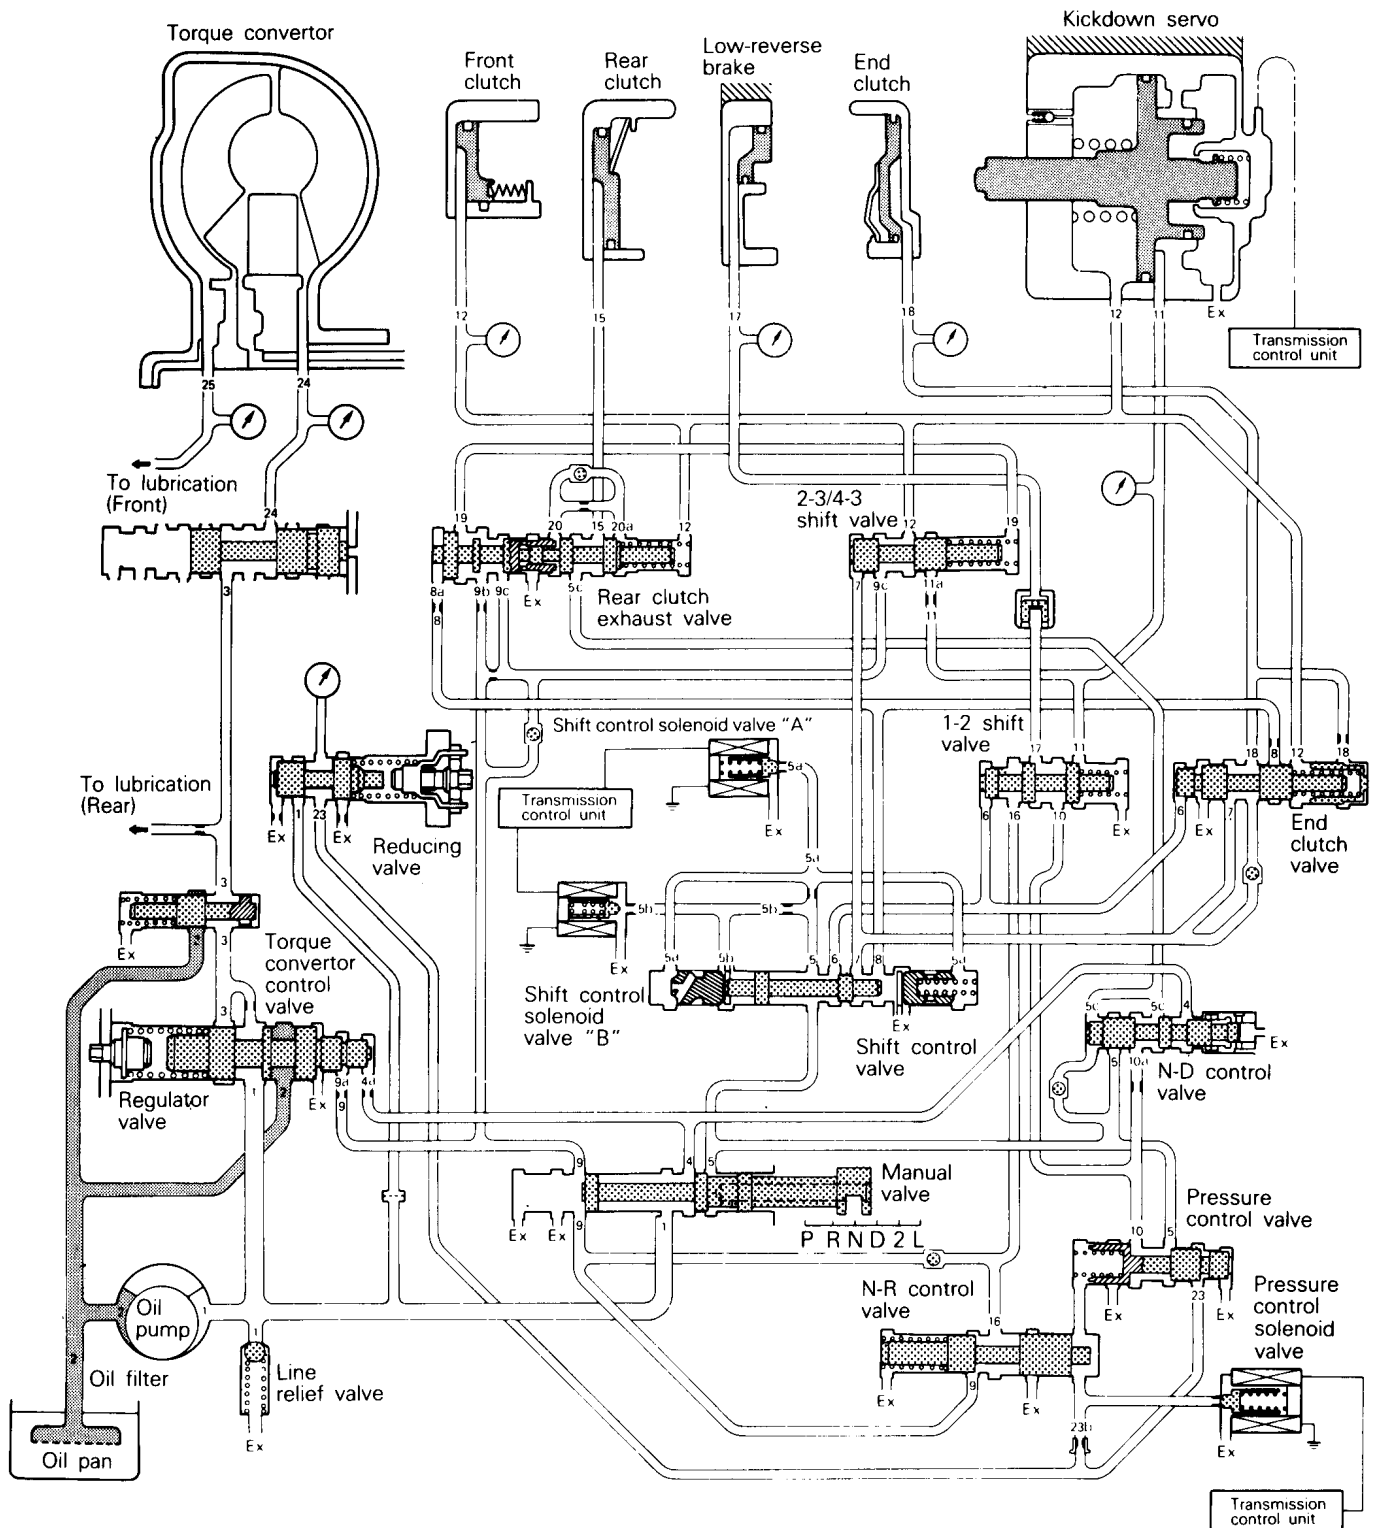 Kickdown servo
Torque convertor
Front
clutch
Rear
clutch
Low-reverse
brake
End
clutch
12
15
17
18
12
11
Ex
Transmission
control unit
25
24
To lubrication
(Front)
24
2-3/4-3
shift valve
19
20
15
20a
12
12
19
3
8a
8
9b
9c
Ex
5c
Rear clutch
exhaust valve
7
9c
11a
11
Shift control solenoid valve "A"
1-2 shift
valve
17
11
18
8
12
18
5a
To lubrication
(Rear)
Transmission
control unit
Ex
1
23
Ex
Reducing
valve
Ex
6
16
10
Ex
6
Ex
7
End
clutch
valve
5a
3
5b
5b
3
2
Ex
Torque
convertor
control
valve
Ex
5a
5b
5
6
7
8
5a
Shift control
solenoid
valve "B"
Ex
Shift control
valve
3
5c
5c
4
Ex
5
10a
N-D control
valve
Regulator
valve
1
2
Ex
9a
9
4a
9
4
5
Manual
valve
Ex
Ex
9
1
P R N D 2 L
Pressure
control valve
10
5
N-R control
valve
23
Ex
Ex
Pressure
control
solenoid
valve
2
Oil
pump
1
1
16
2
Oil filter
Line
relief valve
Ex
9
Ex
Ex
23b
Ex
Oil pan
Transmission
control unit